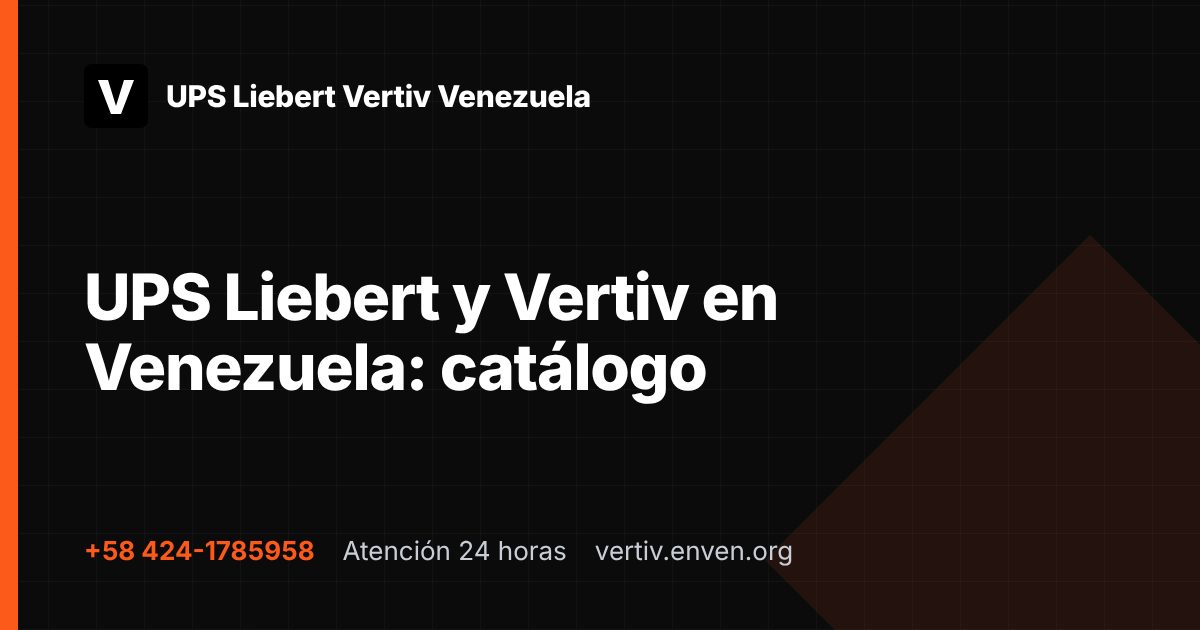 V
UPS Liebert Vertiv Venezuela
UPS Liebert y Vertiv en
Venezuela: catálogo
+58 424-1785958 Atención 24 horas vertiv.enven.org